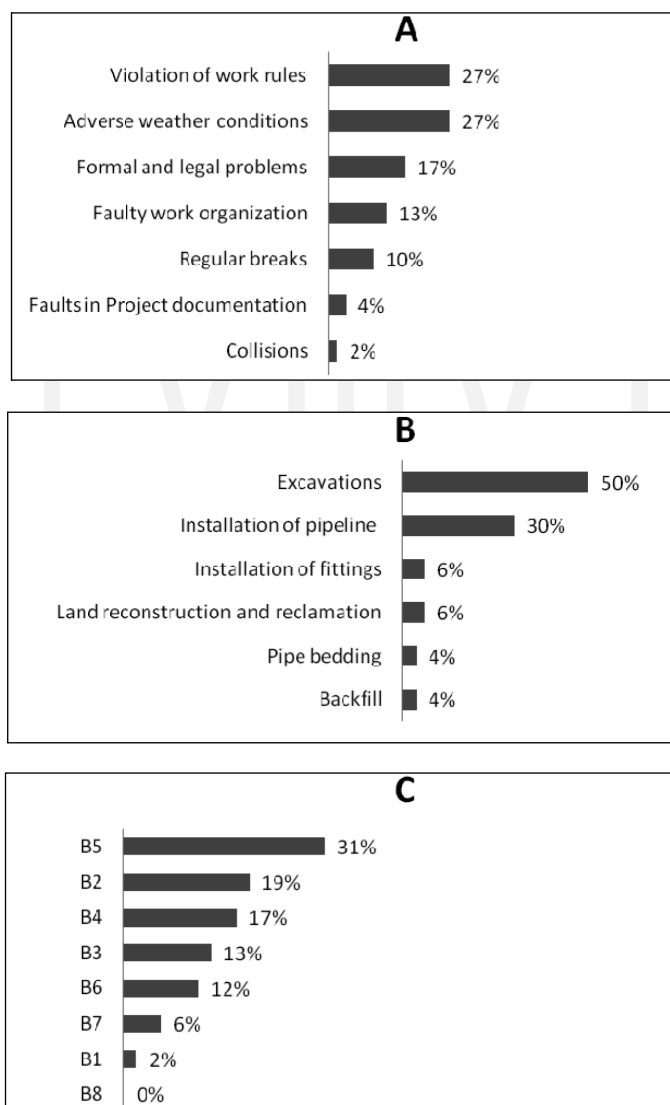 A
Violation of work rules 27%
Adverse weather conditions 27%
Formal and legal problems 17%
Faulty work organization 13%
Regular breaks 10%
Faults in Project documentation 4%
Collisions 2%
B
Excavations 50%
Installation of pipeline 30%
Installation of fittings 6%
Land reconstruction and reclamation 6%
Pipe bedding 4%
Backfill 4%
C
B5 31%
B2 19%
B4 17%
B3 13%
B6 12%
B7 6%
B1 2%
B8 0%